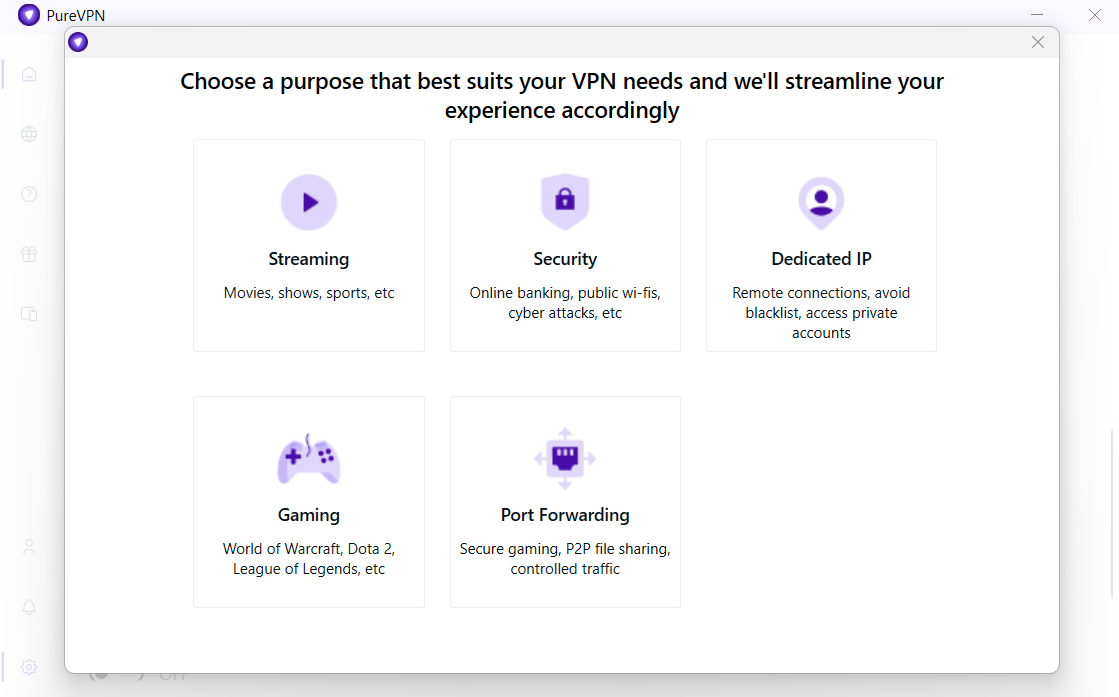 PureVPN
Choose a purpose that best suits your VPN needs and we'll streamline your
experience accordingly
Streaming
Movies, shows, sports, etc
Security
Online banking, public wi-fis,
cyber attacks, etc
Dedicated IP
Remote connections, avoid
blacklist, access private
accounts
Gaming
World of Warcraft, Dota 2,
League of Legends, etc
Port Forwarding
Secure gaming, P2P file sharing,
controlled traffic